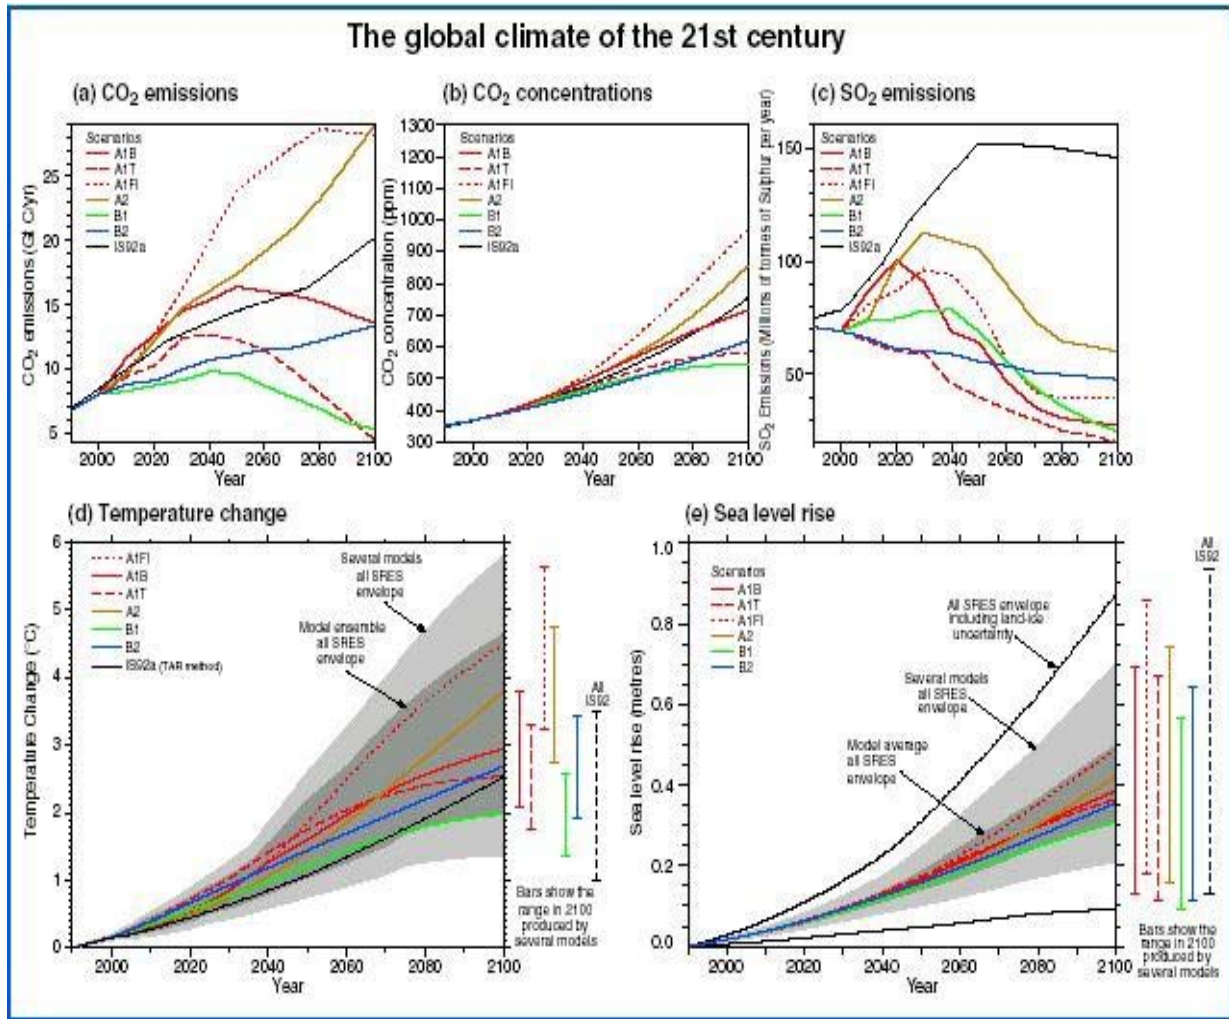 The global climate of the 21st century
(a) CO2 emissions
CO2 emissions (Gt C/yr)
25
20
15
10
5
Scenarios
A1B
A1T
A1FI
A2
B1
B2
IS92a
2000 2020 2040 2060 2080 2100
Year
(b) CO2 concentrations
CO2 concentration (ppm)
1300
1200
1100
1000
900
800
700
600
500
400
300
Scenarios
A1B
A1T
A1FI
A2
B1
B2
IS92a
2000 2020 2040 2060 2080 2100
Year
(c) SO2 emissions
SO2 Emissions (Millions of tonnes of Sulphur per year)
150
100
50
Scenarios
A1B
A1T
A1FI
A2
B1
B2
IS92a
2000 2020 2040 2060 2080 2100
Year
(d) Temperature change
Temperature Change (°C)
6
5
4
3
2
1
0
A1FI
A1B
A1T
A2
B1
B2
IS92a (TAR method)
Several models
all SRES
envelope
Model ensemble
all SRES
envelope
All
IS92
Bars show the
range in 2100
produced by
several models
2000 2020 2040 2060 2080 2100
Year
(e) Sea level rise
Sea level rise (metres)
1.0
0.8
0.6
0.4
0.2
0.0
Scenarios
A1B
A1T
A1FI
A2
B1
B2
All SRES envelope
including land-ice
uncertainty
Several models
all SRES
envelope
Model average
all SRES
envelope
All
IS92
Bars show the
range in 2100
produced by
several models
2000 2020 2040 2060 2080 2100
Year